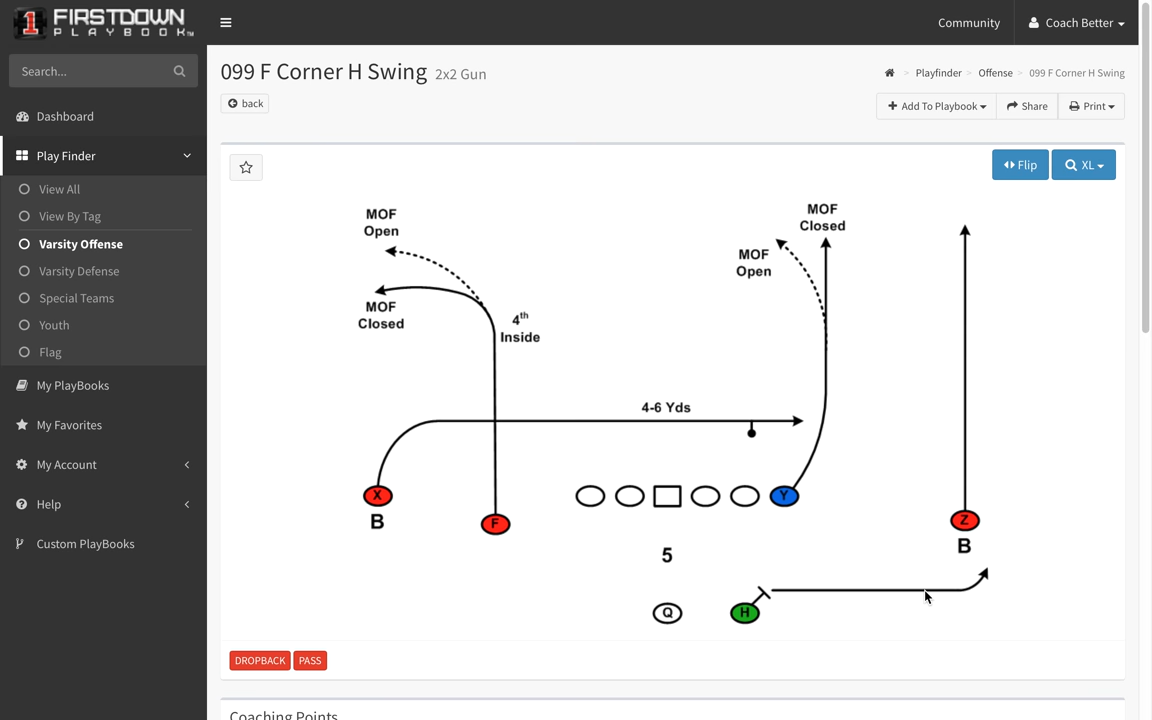 1 FIRSTDOWN
PLAYBOOK™
Community
Coach Better
Search...
Dashboard
Play Finder
View All
View By Tag
Varsity Offense
Varsity Defense
Special Teams
Youth
Flag
My PlayBooks
My Favorites
My Account
Help
Custom PlayBooks
099 F Corner H Swing 2x2 Gun
> Playfinder > Offense > 099 F Corner H Swing
back
Add To Playbook
Share
Print
Flip
XL
MOF
Open
MOF
Closed
4th
Inside
MOF
Closed
MOF
Open
4-6 Yds
X
B
F
Y
Z
B
5
Q
H
DROPBACK
PASS
Coaching Points